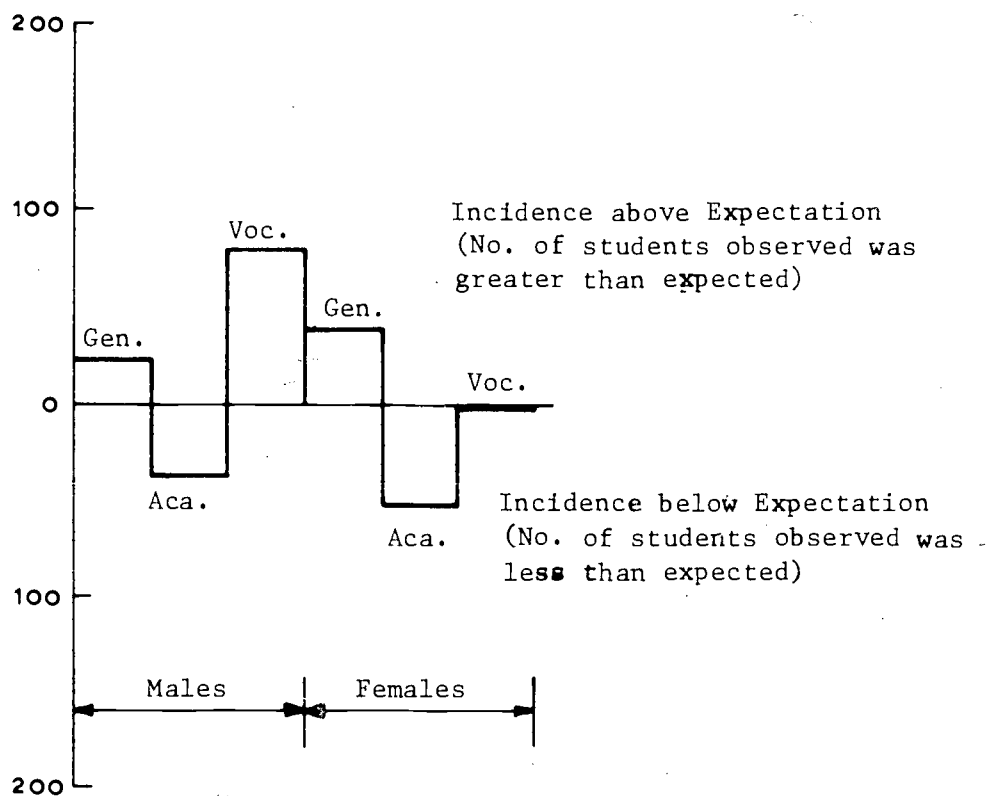 200
100
Incidence above Expectation
(No. of students observed was
greater than expected)
Voc.
Gen.
Gen.
Voc.
0
Aca.
Aca.
Incidence below Expectation
(No. of students observed was
less than expected)
100
Males
Females
200